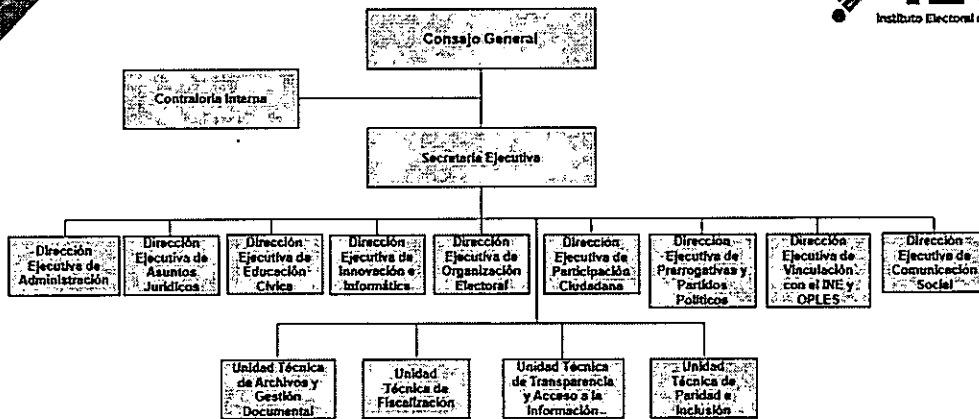 Instituto Electoral
Consejo General
Contraloría Interna
Secretaría Ejecutiva
Dirección
Ejecutiva de
Administración
Dirección
Ejecutiva de
Asuntos
Jurídicos
Dirección
Ejecutiva de
Educación
Cívica
Dirección
Ejecutiva de
Innovación e
Informática
Dirección
Ejecutiva de
Organización
Electoral
Dirección
Ejecutiva de
Participación
Ciudadana
Dirección
Ejecutiva de
Prerrogativas y
Partidos
Políticos
Dirección
Ejecutiva de
Vinculación
con el INE y
OPLES
Dirección
Ejecutiva de
Comunicación
Social
Unidad Técnica
de Archivos y
Gestión
Documental
Unidad
Técnica de
Fiscalización
Unidad Técnica
de Transparencia
y Acceso a la
Información
Unidad
Técnica de
Paridad e
Inclusión